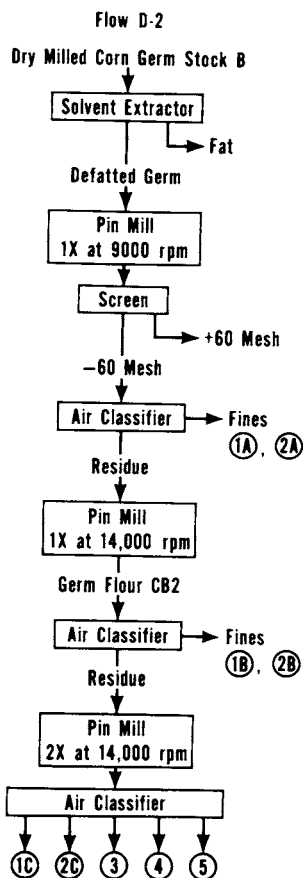 Flow D-2
Dry Milled Corn Germ Stock B
Solvent Extractor
Fat
Defatted Germ
Pin Mill
1X at 9000 rpm
Screen
+60 Mesh
−60 Mesh
Air Classifier
Fines
1A, 2A
Residue
Pin Mill
1X at 14,000 rpm
Germ Flour CB2
Air Classifier
Fines
1B, 2B
Residue
Pin Mill
2X at 14,000 rpm
Air Classifier
1C 2C 3 4 5